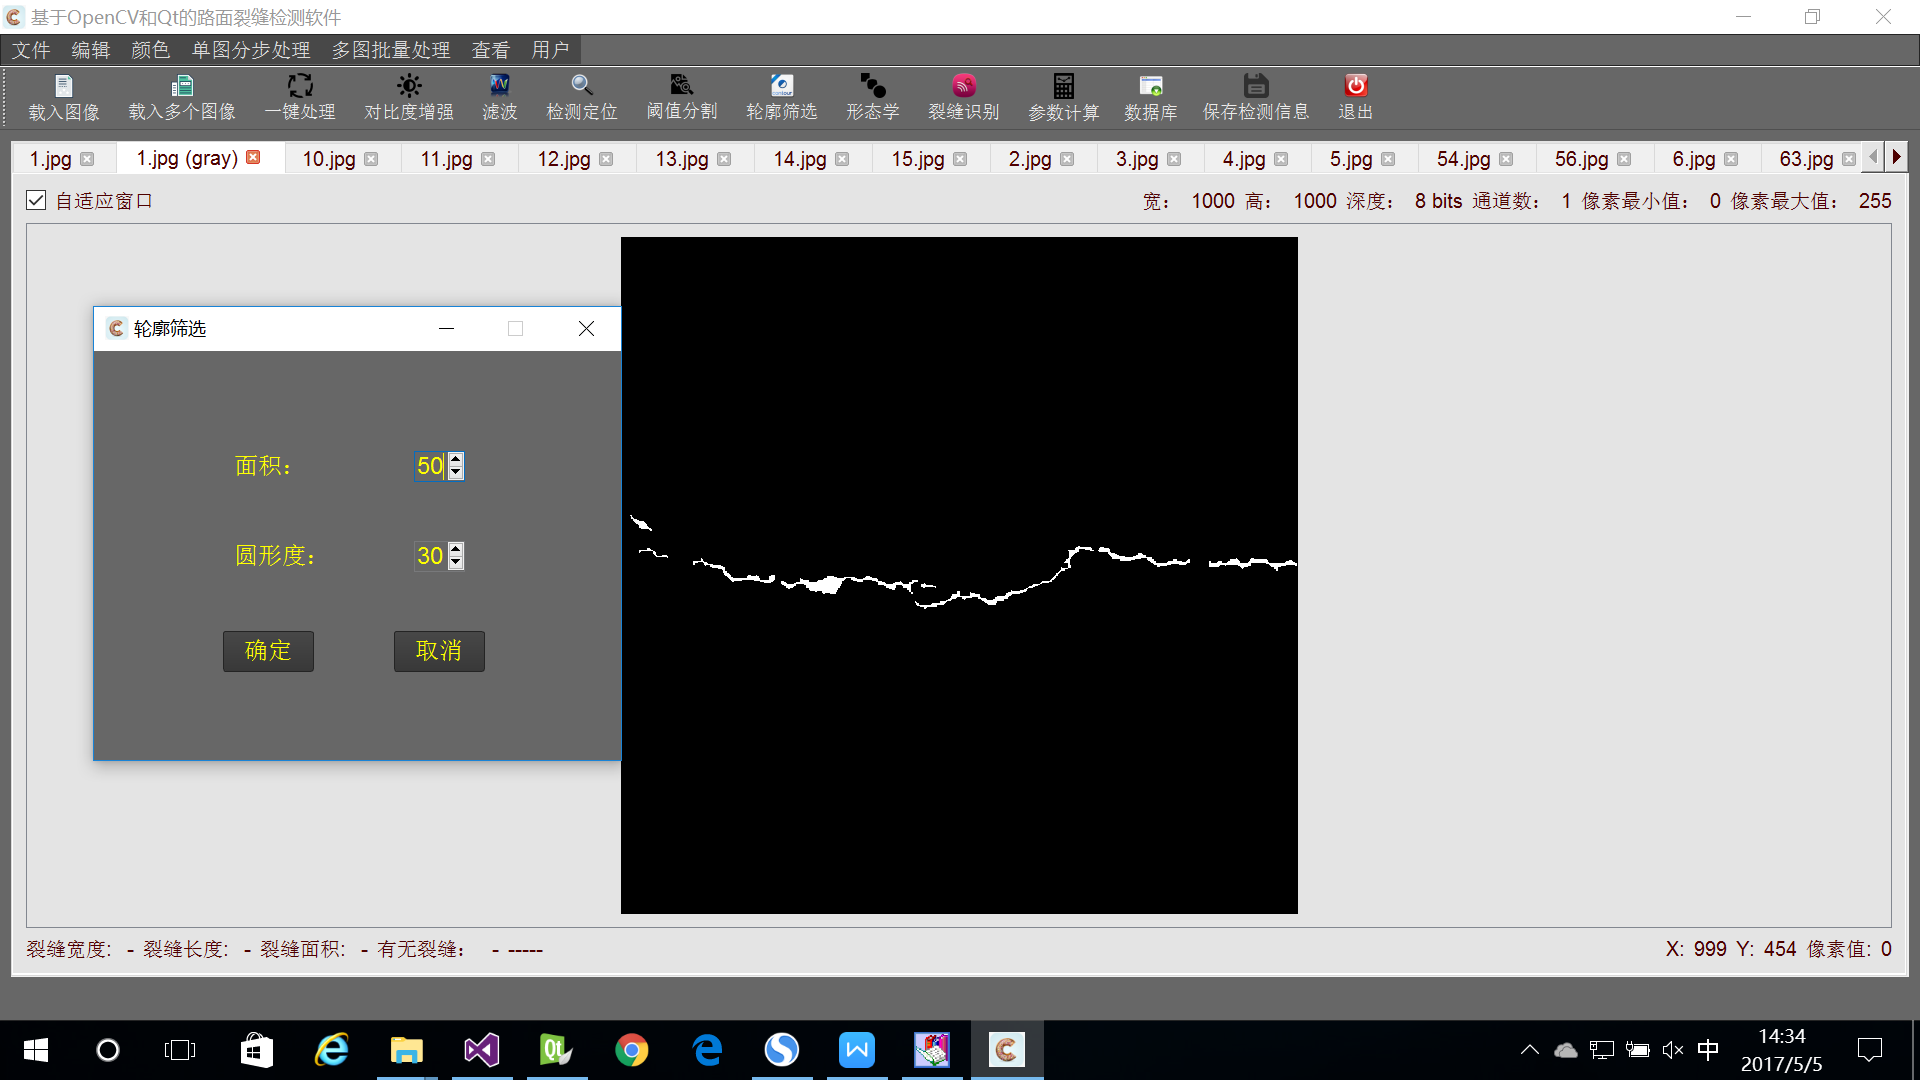 基于OpenCV和Qt的路面裂缝检测软件
文件 编辑 颜色 单图分步处理 多图批量处理 查看 用户
载入图像 载入多个图像 一键处理 对比度增强 滤波 检测定位 阈值分割 轮廓筛选 形态学 裂缝识别 参数计算 数据库 保存检测信息 退出
1.jpg 1.jpg (gray) 10.jpg 11.jpg 12.jpg 13.jpg 14.jpg 15.jpg 2.jpg 3.jpg 4.jpg 5.jpg 54.jpg 56.jpg 6.jpg 63.jpg
自适应窗口 宽： 1000 高： 1000 深度： 8 bits 通道数： 1 像素最小值： 0 像素最大值： 255
轮廓筛选
面积： 50
圆形度： 30
确定 取消
裂缝宽度: - 裂缝长度: - 裂缝面积: - 有无裂缝： - ----- X: 999 Y: 454 像素值: 0
中 14:34
2017/5/5